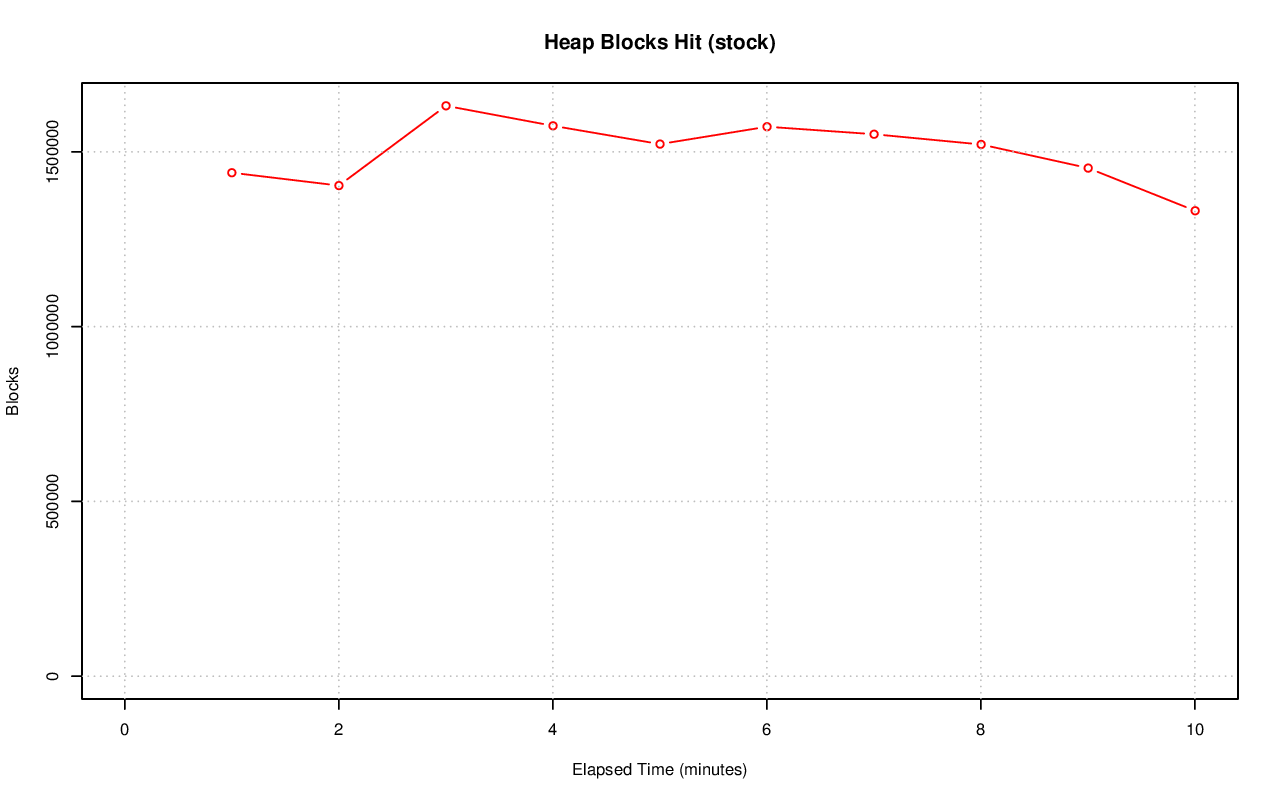 Heap Blocks Hit (stock)
Blocks
1500000
1000000
500000
0
0 2 4 6 8 10
Elapsed Time (minutes)